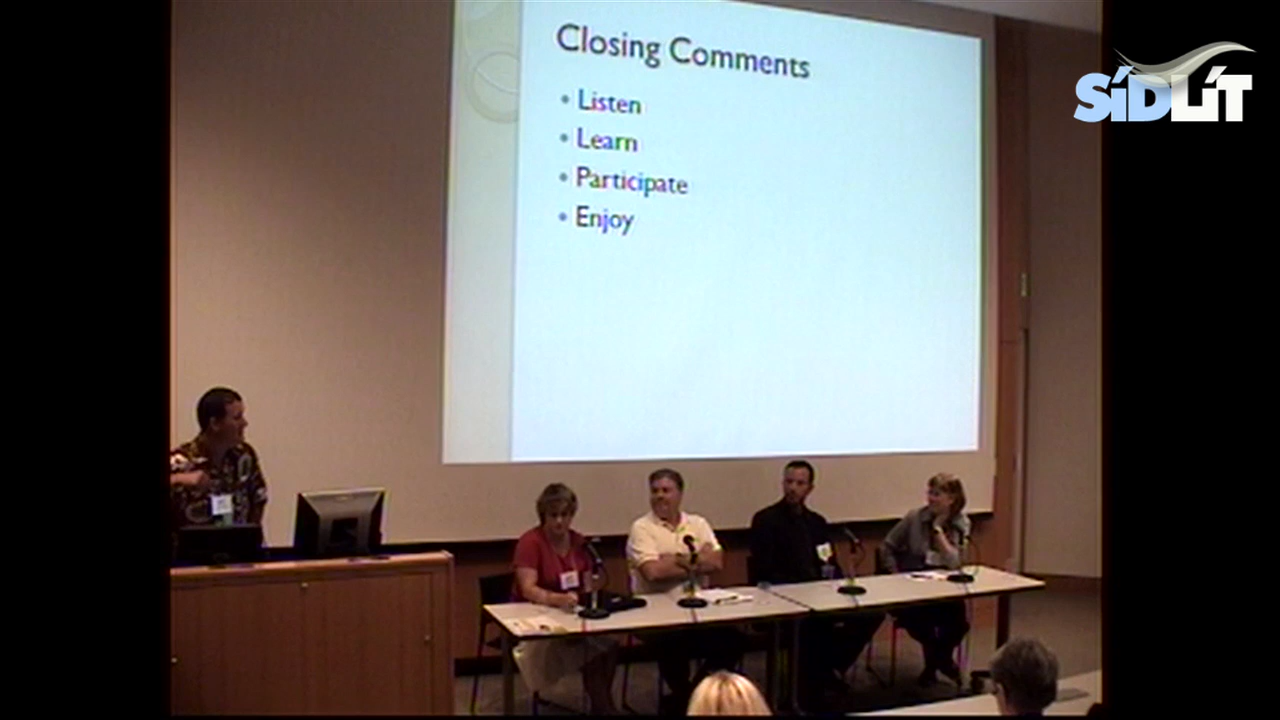 Closing Comments
• Listen
• Learn
• Participate
• Enjoy
SíDLíT